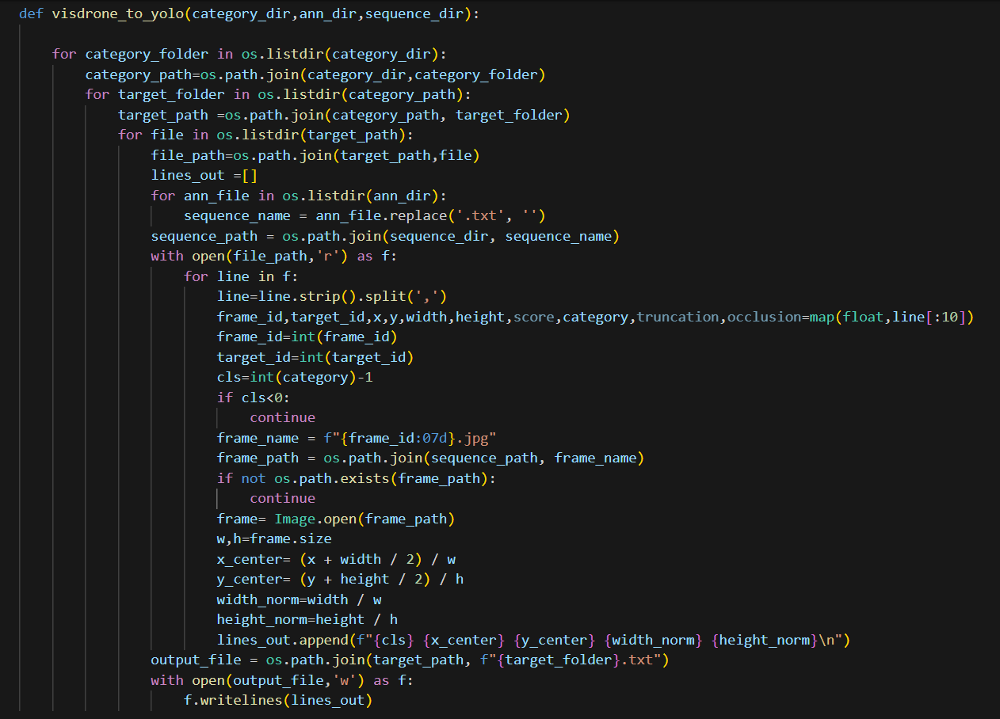 def visdrone_to_yolo(category_dir,ann_dir,sequence_dir):

    for category_folder in os.listdir(category_dir):
        category_path=os.path.join(category_dir,category_folder)
        for target_folder in os.listdir(category_path):
            target_path =os.path.join(category_path, target_folder)
            for file in os.listdir(target_path):
                file_path=os.path.join(target_path,file)
                lines_out =[]
                for ann_file in os.listdir(ann_dir):
                    sequence_name = ann_file.replace('.txt', '')
                sequence_path = os.path.join(sequence_dir, sequence_name)
                with open(file_path,'r') as f:
                    for line in f:
                        line=line.strip().split(',')
                        frame_id,target_id,x,y,width,height,score,category,truncation,occlusion=map(float,line[:10])
                        frame_id=int(frame_id)
                        target_id=int(target_id)
                        cls=int(category)-1
                        if cls<0:
                            continue
                        frame_name = f"{frame_id:07d}.jpg"
                        frame_path = os.path.join(sequence_path, frame_name)
                        if not os.path.exists(frame_path):
                            continue
                        frame= Image.open(frame_path)
                        w,h=frame.size
                        x_center= (x + width / 2) / w
                        y_center= (y + height / 2) / h
                        width_norm=width / w
                        height_norm=height / h
                        lines_out.append(f"{cls} {x_center} {y_center} {width_norm} {height_norm}\n")
                output_file = os.path.join(target_path, f"{target_folder}.txt")
                with open(output_file,'w') as f:
                    f.writelines(lines_out)